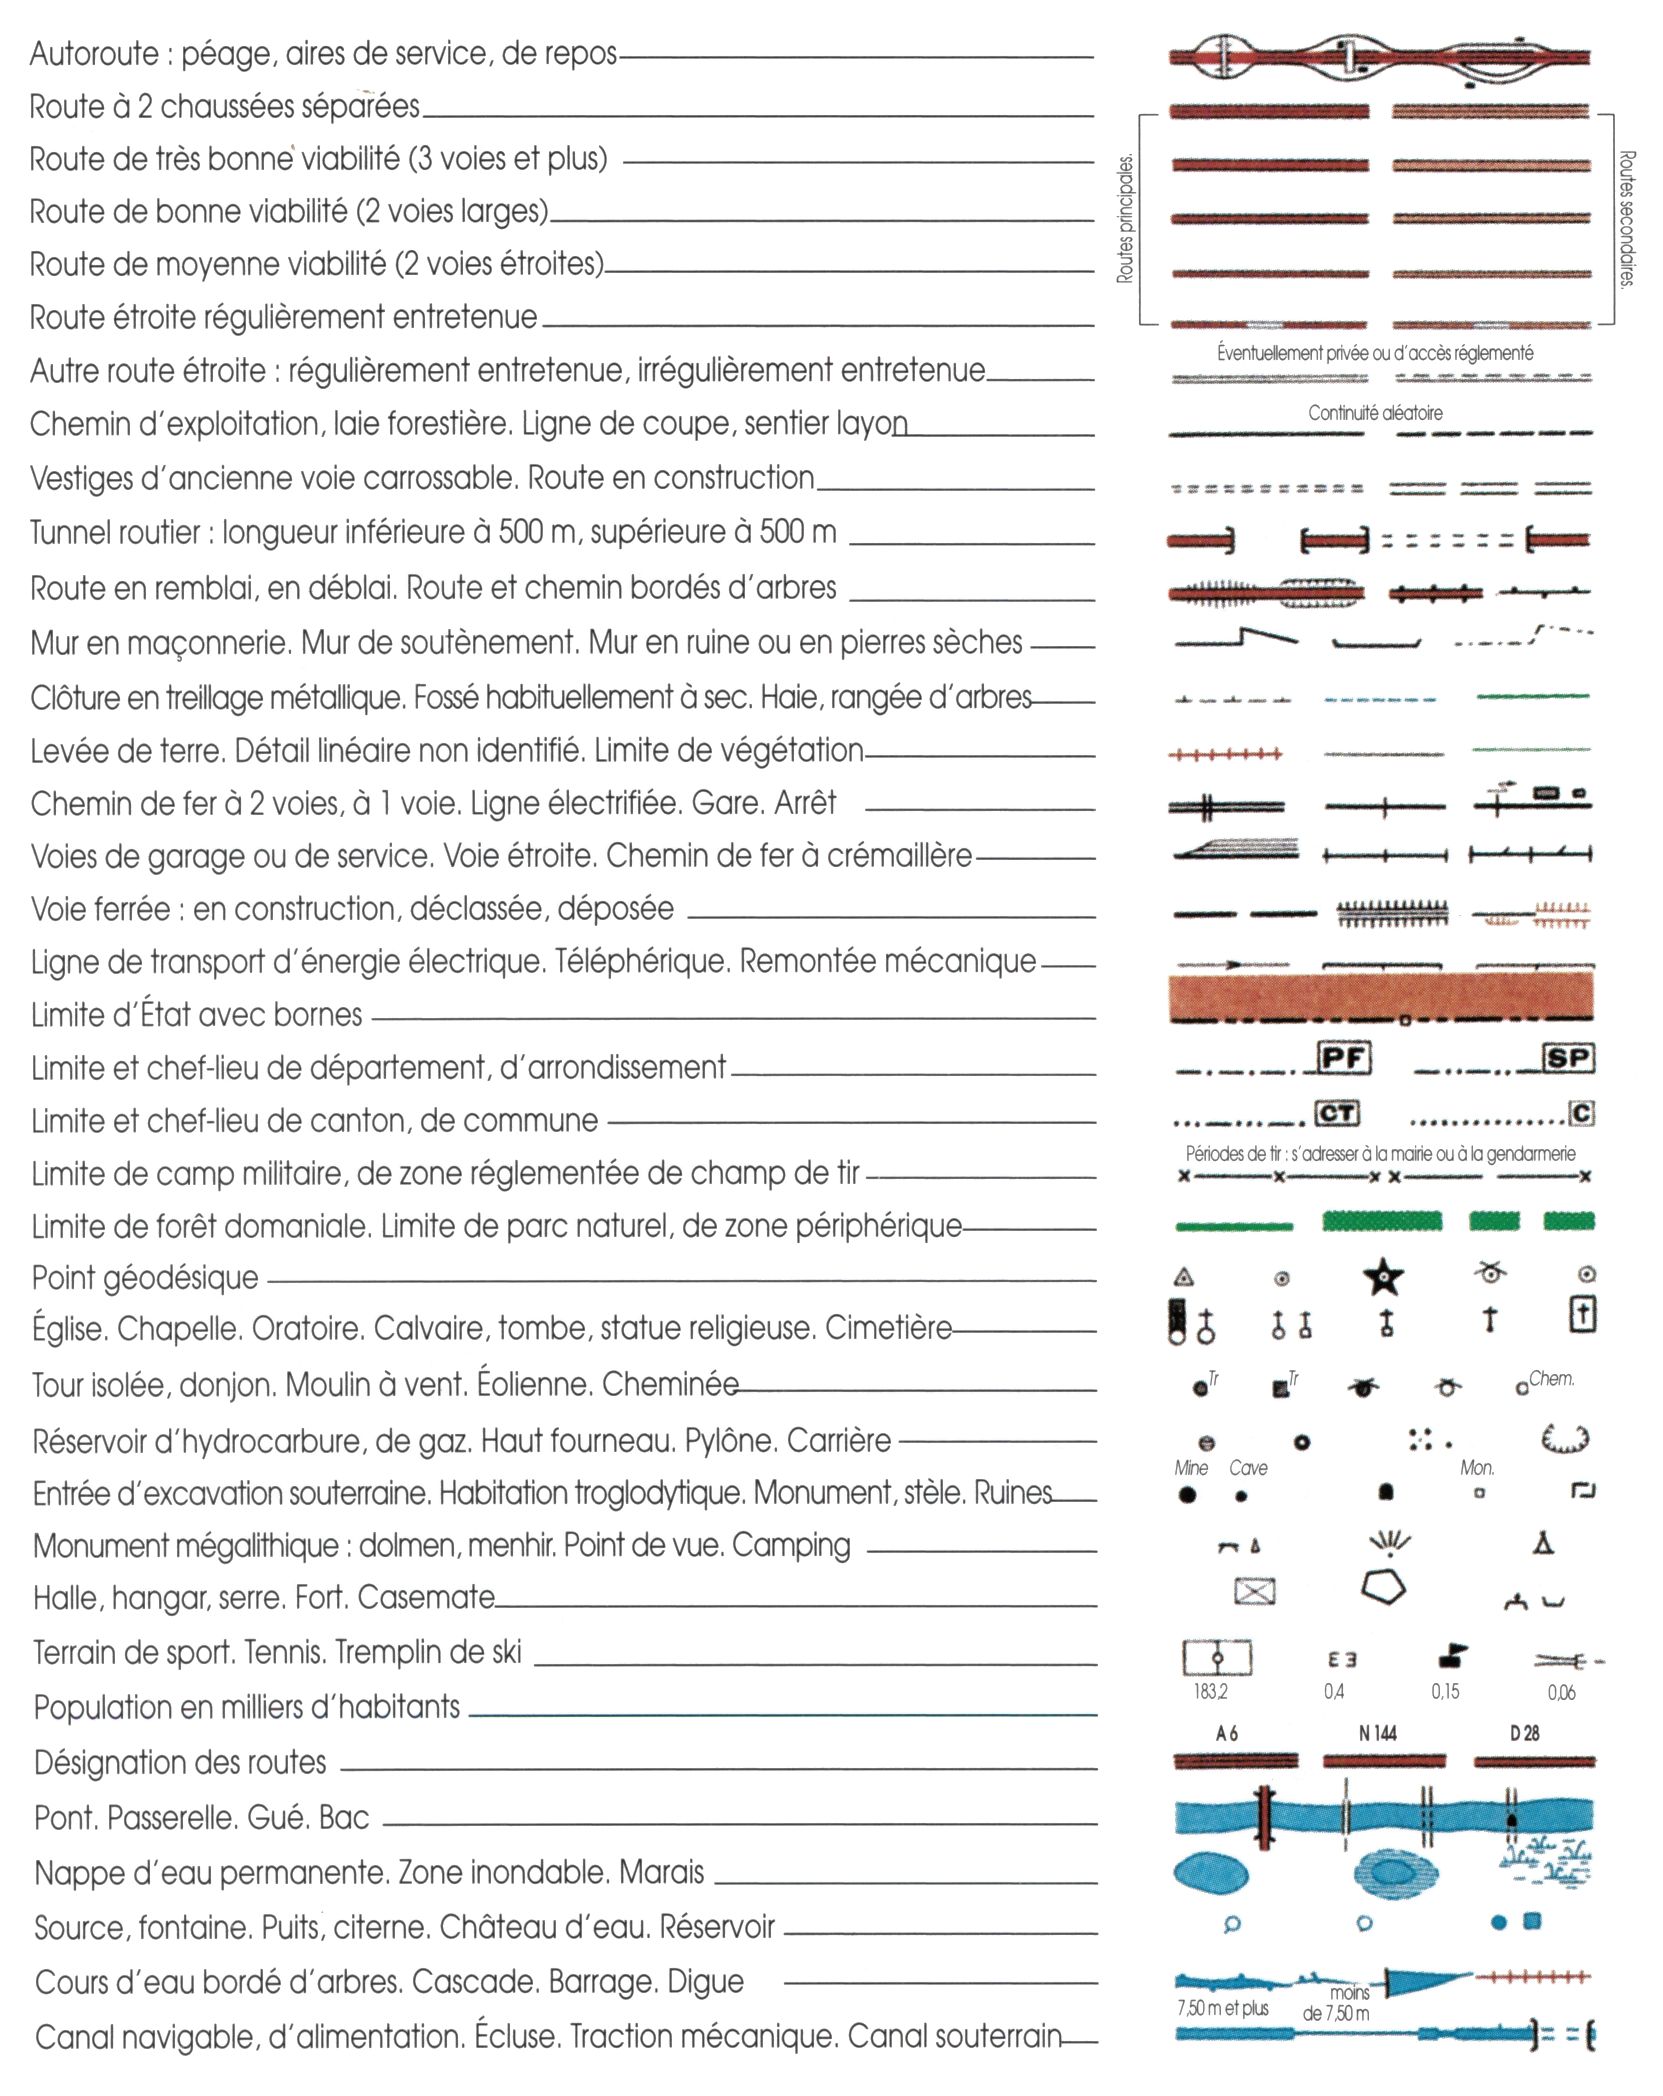 Autoroute : péage, aires de service, de repos
Route à 2 chaussées séparées
Route de très bonne viabilité (3 voies et plus)
Route de bonne viabilité (2 voies larges)
Route de moyenne viabilité (2 voies étroites)
Route étroite régulièrement entretenue
Routes principales.
Routes secondaires.
Éventuellement privée ou d'accès réglementé
Autre route étroite : régulièrement entretenue, irrégulièrement entretenue
Continuité aléatoire
Chemin d'exploitation, laie forestière. Ligne de coupe, sentier layon
Vestiges d'ancienne voie carrossable. Route en construction
Tunnel routier : longueur inférieure à 500 m, supérieure à 500 m
Route en remblai, en déblai. Route et chemin bordés d'arbres
Mur en maçonnerie. Mur de soutènement. Mur en ruine ou en pierres sèches
Clôture en treillage métallique. Fossé habituellement à sec. Haie, rangée d'arbres
Levée de terre. Détail linéaire non identifié. Limite de végétation
Chemin de fer à 2 voies, à 1 voie. Ligne électrifiée. Gare. Arrêt
Voies de garage ou de service. Voie étroite. Chemin de fer à crémaillère
Voie ferrée : en construction, déclassée, déposée
Ligne de transport d'énergie électrique. Téléphérique. Remontée mécanique
Limite d'État avec bornes
Limite et chef-lieu de département, d'arrondissement PF SP
Limite et chef-lieu de canton, de commune CT C
Périodes de tir : s'adresser à la mairie ou à la gendarmerie
Limite de camp militaire, de zone réglementée de champ de tir
Limite de forêt domaniale. Limite de parc naturel, de zone périphérique
Point géodésique
Église. Chapelle. Oratoire. Calvaire, tombe, statue religieuse. Cimetière
Tour isolée, donjon. Moulin à vent. Éolienne. Cheminée Tr Tr Chem.
Réservoir d'hydrocarbure, de gaz. Haut fourneau. Pylône. Carrière
Mine Cave Mon.
Entrée d'excavation souterraine. Habitation troglodytique. Monument, stèle. Ruines
Monument mégalithique : dolmen, menhir. Point de vue. Camping
Halle, hangar, serre. Fort. Casemate
Terrain de sport. Tennis. Tremplin de ski
183,2 0,4 0,15 0,06
Population en milliers d'habitants
A 6 N 144 D 28
Désignation des routes
Pont. Passerelle. Gué. Bac
Nappe d'eau permanente. Zone inondable. Marais
Source, fontaine. Puits, citerne. Château d'eau. Réservoir
Cours d'eau bordé d'arbres. Cascade. Barrage. Digue
7,50 m et plus moins
de 7,50 m
Canal navigable, d'alimentation. Écluse. Traction mécanique. Canal souterrain